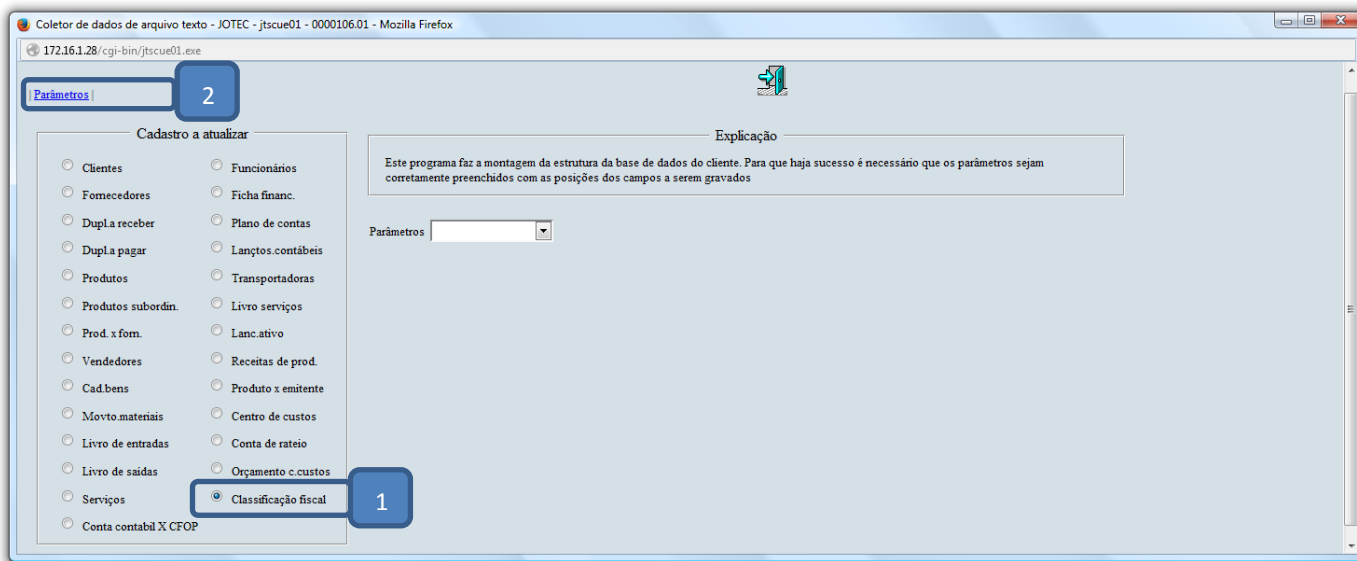 Coletor de dados de arquivo texto - JOTEC - jtscue01 - 0000106.01 - Mozilla Firefox
172.16.1.28/cgi-bin/jtscue01.exe
| Parâmetros |
2
Cadastro a atualizar
Clientes
Funcionários
Fornecedores
Ficha financ.
Dupl.a receber
Plano de contas
Dupl.a pagar
Lançtos.contábeis
Produtos
Transportadoras
Produtos subordin.
Livro serviços
Prod. x forn.
Lanc.ativo
Vendedores
Receitas de prod.
Cad.bens
Produto x emitente
Movto.materiais
Centro de custos
Livro de entradas
Conta de rateio
Livro de saídas
Orçamento c.custos
Serviços
Classificação fiscal
1
Conta contabil X CFOP
Explicação
Este programa faz a montagem da estrutura da base de dados do cliente. Para que haja sucesso é necessário que os parâmetros sejam
corretamente preenchidos com as posições dos campos a serem gravados
Parâmetros